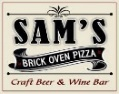 SAM'S
BRICK OVEN PIZZA
Craft Beer & Wine Bar